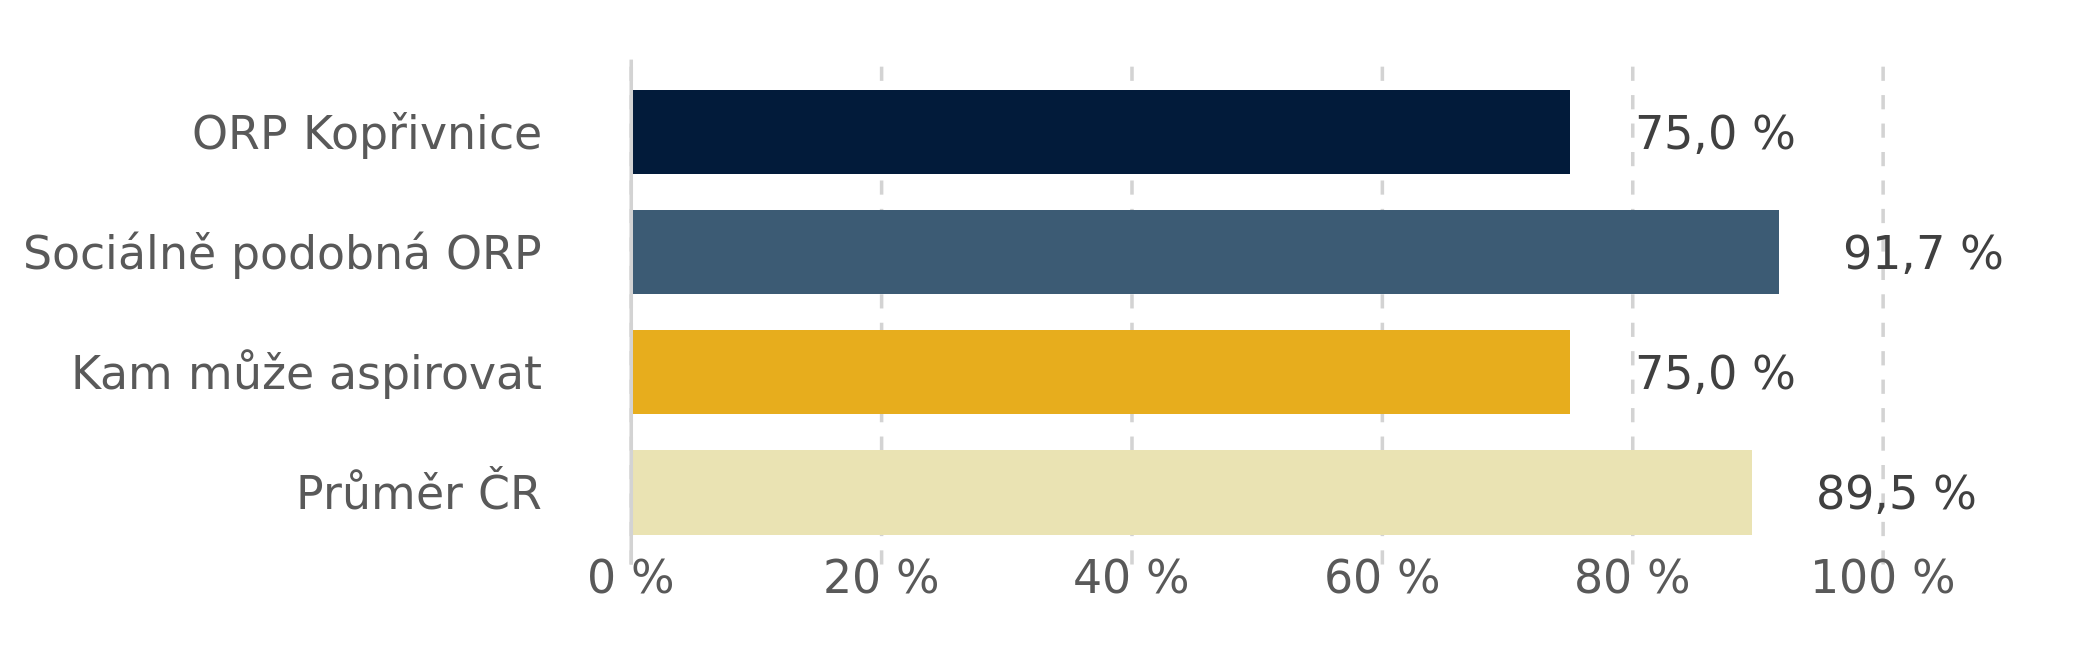 ORP Kopřivnice 75,0 %
Sociálně podobná ORP 91,7 %
Kam může aspirovat 75,0 %
Průměr ČR 89,5 %
0 % 20 % 40 % 60 % 80 % 100 %